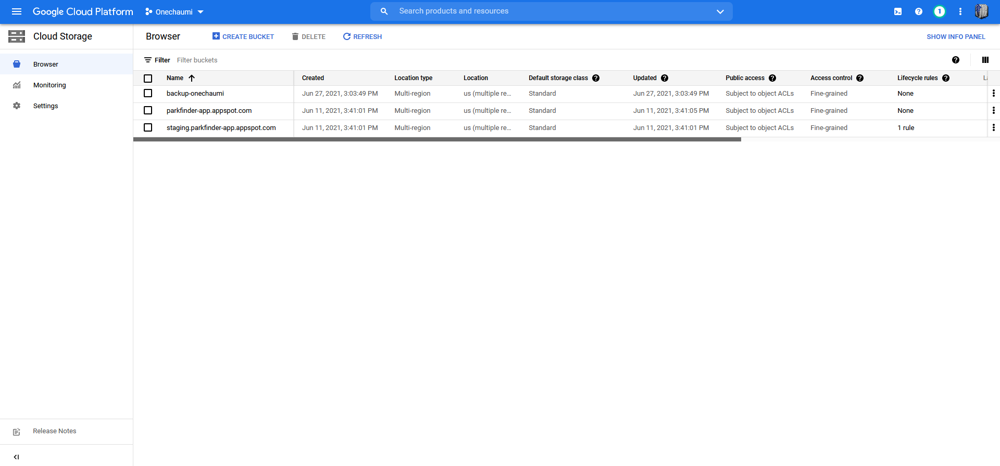 Google Cloud Platform Onechaumi Search products and resources 1
Cloud Storage Browser CREATE BUCKET DELETE REFRESH SHOW INFO PANEL
Browser
Monitoring
Settings
Filter Filter buckets
Name Created Location type Location Default storage class Updated Public access Access control Lifecycle rules
backup-onechaumi Jun 27, 2021, 3:03:49 PM Multi-region us (multiple re... Standard Jun 27, 2021, 3:03:49 PM Subject to object ACLs Fine-grained None
parkfinder-app.appspot.com Jun 11, 2021, 3:41:01 PM Multi-region us (multiple re... Standard Jun 11, 2021, 3:41:05 PM Subject to object ACLs Fine-grained None
staging.parkfinder-app.appspot.com Jun 11, 2021, 3:41:01 PM Multi-region us (multiple re... Standard Jun 11, 2021, 3:41:01 PM Subject to object ACLs Fine-grained 1 rule
Release Notes